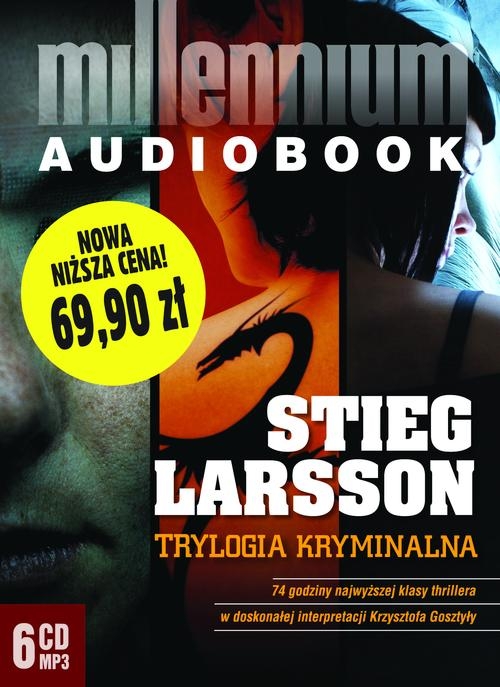 millennium
AUDIOBOOK
NOWA
NIŻSZA CENA!
69,90 zł
STIEG
LARSSON
TRYLOGIA KRYMINALNA
74 godziny najwyższej klasy thrillera
w doskonałej interpretacji Krzysztofa Gosztyły
6 CD
MP3